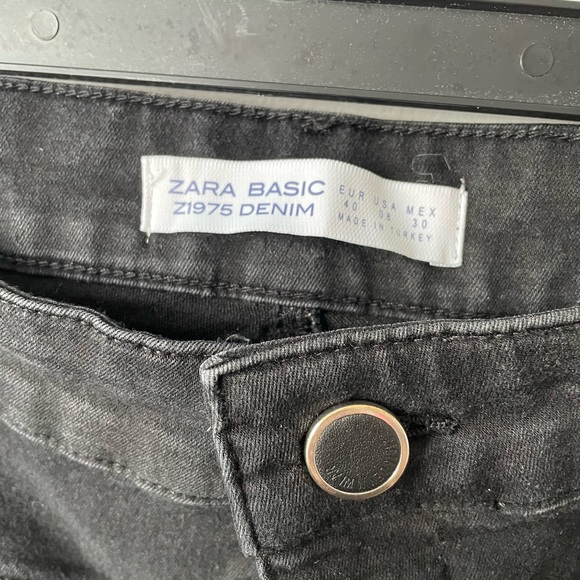 ZARA BASIC
Z1975 DENIM
EUR USA MEX
40 08 30
MADE IN TURKEY